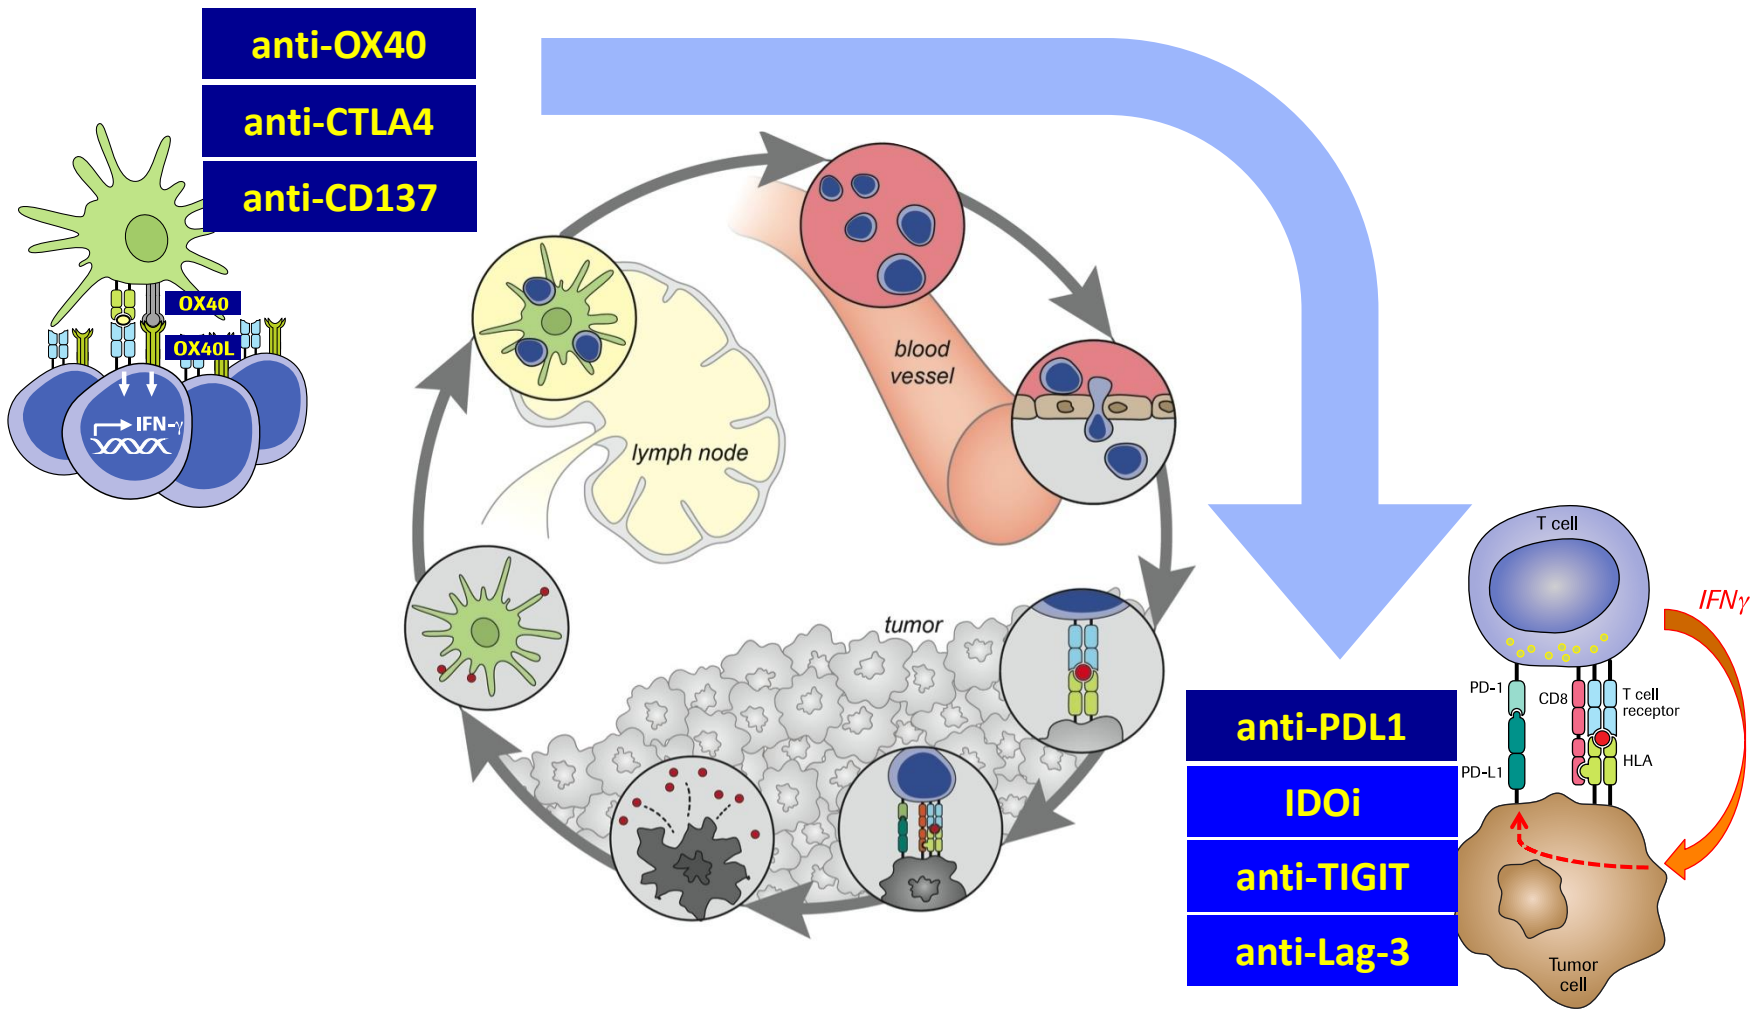 anti-OX40
anti-CTLA4
anti-CD137
OX40
OX40L
IFN-γ
lymph node
blood
vessel
tumor
T cell
IFNγ
PD-1
CD8
T cell
receptor
PD-L1
HLA
anti-PDL1
IDOi
anti-TIGIT
anti-Lag-3
Tumor
cell